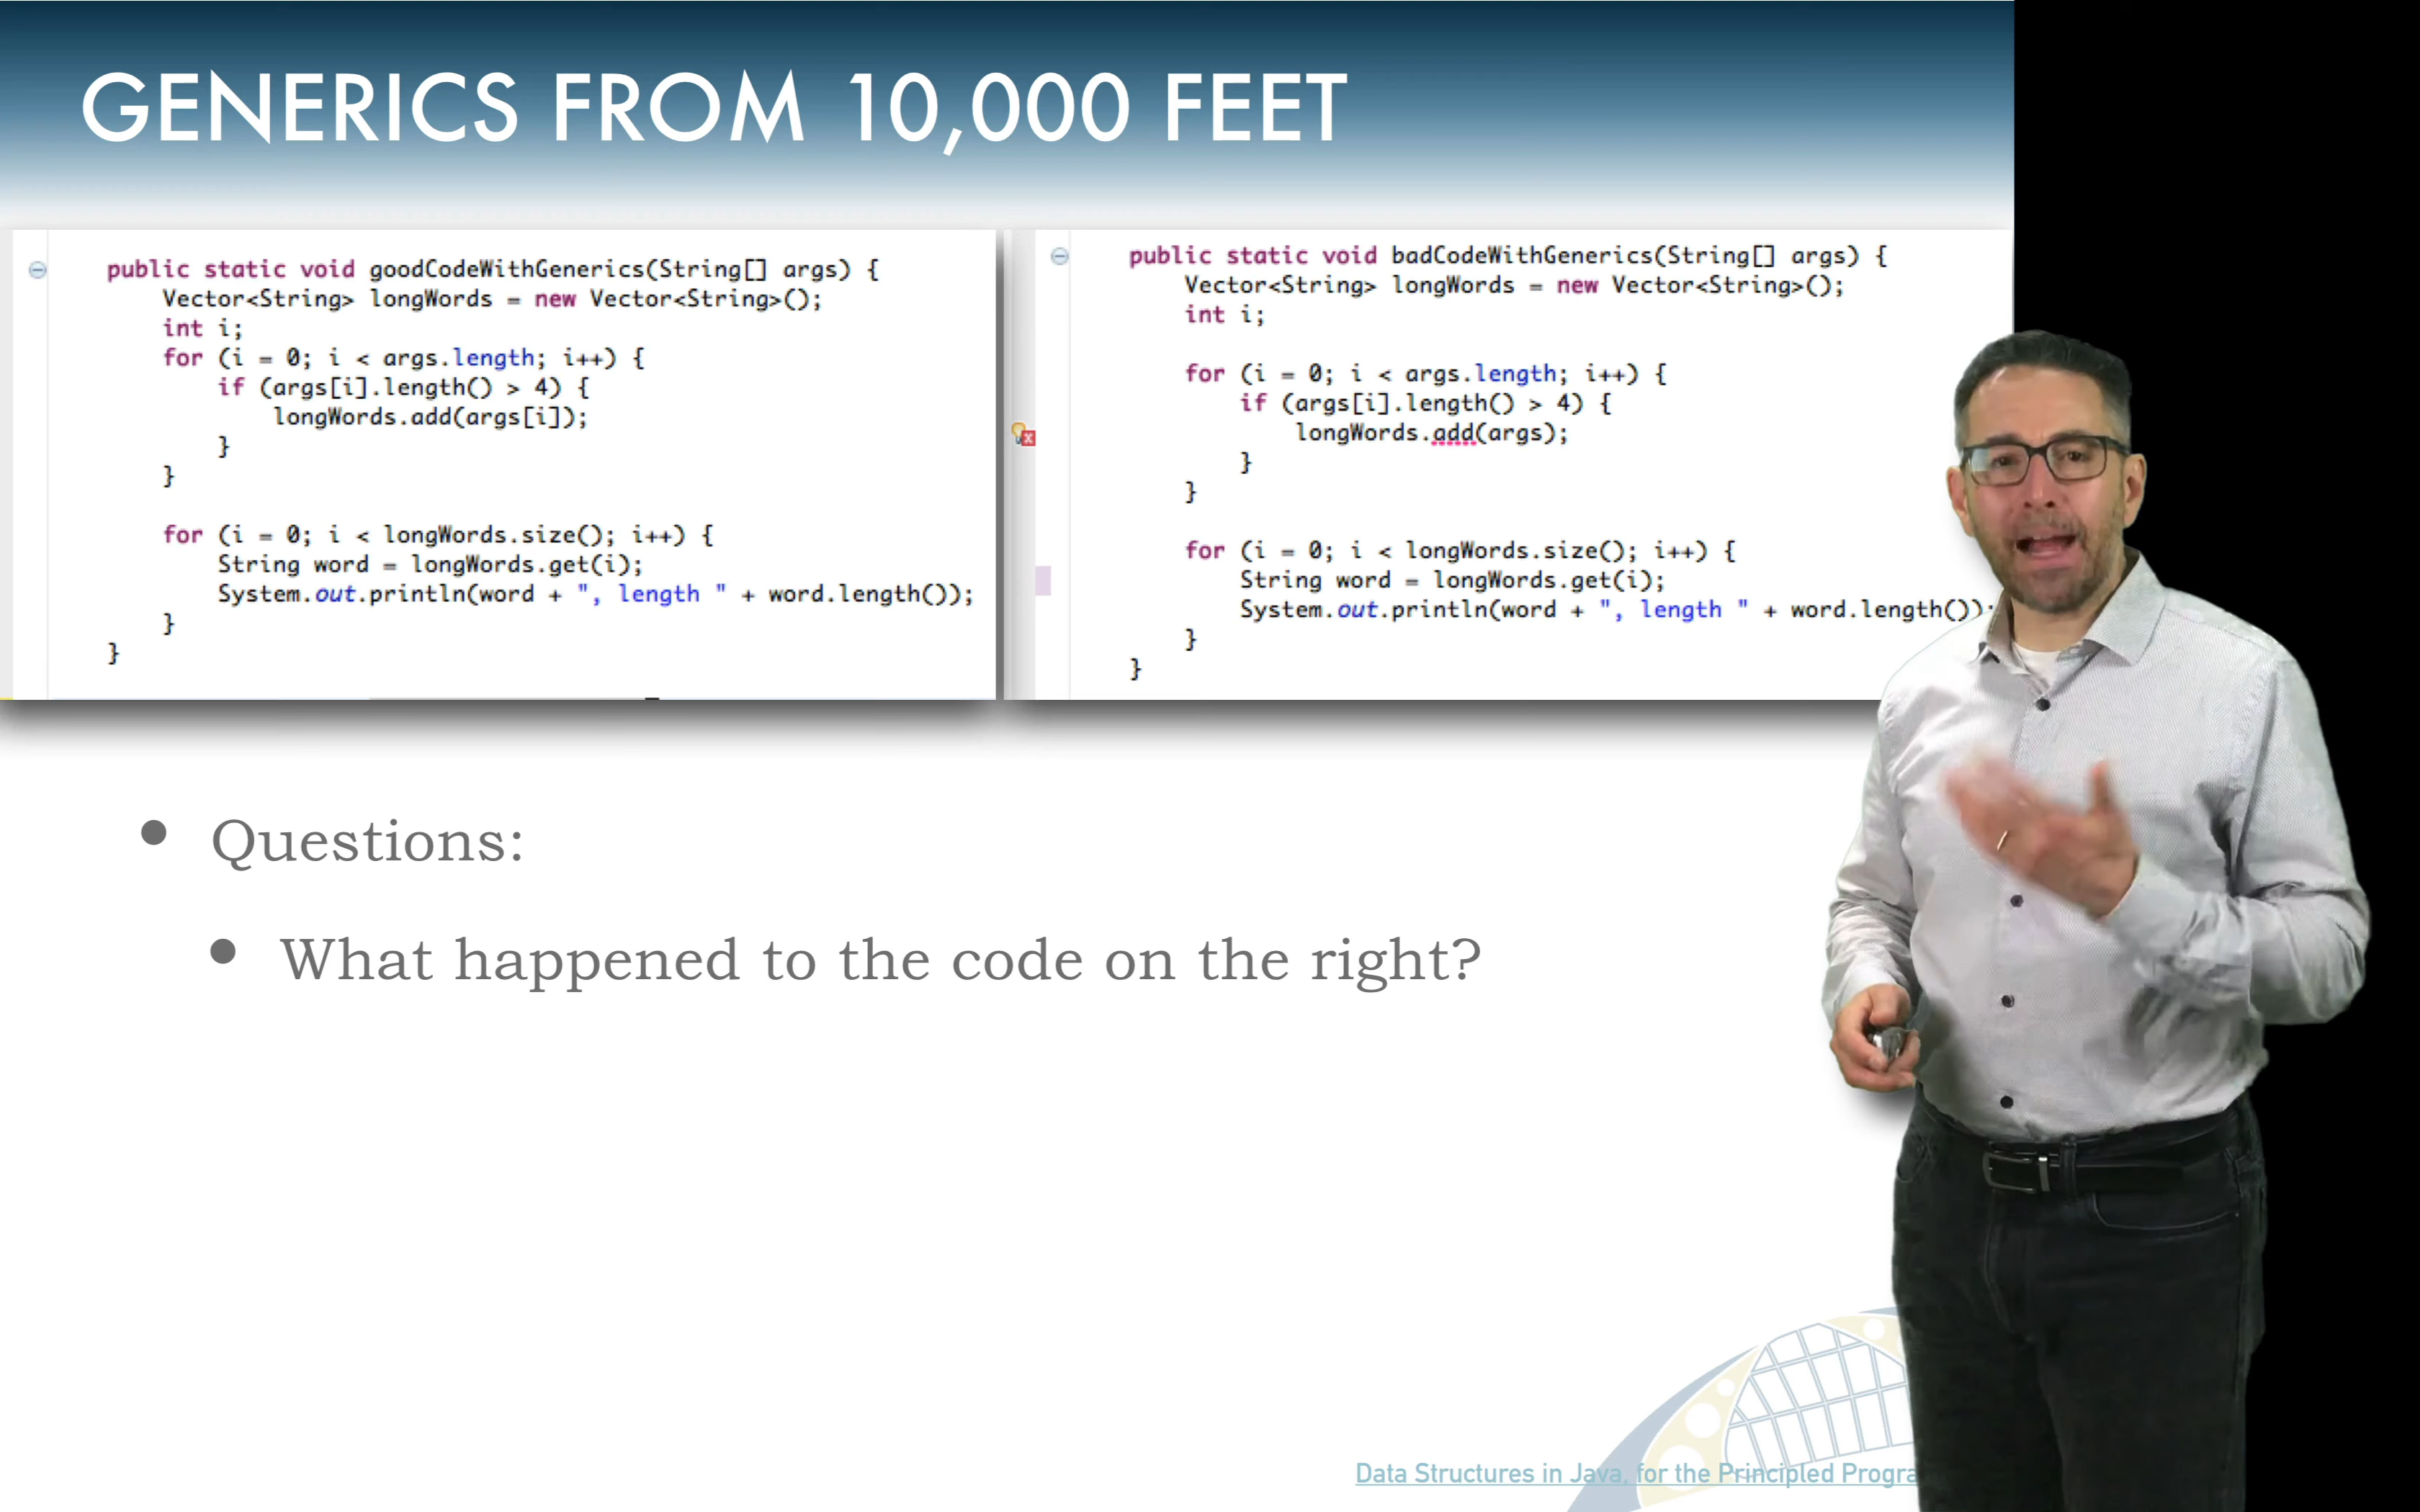 GENERICS FROM 10,000 FEET
public static void goodCodeWithGenerics(String[] args) {
Vector<String> longWords = new Vector<String>();
int i;
for (i = 0; i < args.length; i++) {
if (args[i].length() > 4) {
longWords.add(args[i]);
}
}
for (i = 0; i < longWords.size(); i++) {
String word = longWords.get(i);
System.out.println(word + ", length " + word.length());
}
}
public static void badCodeWithGenerics(String[] args) {
Vector<String> longWords = new Vector<String>();
int i;
for (i = 0; i < args.length; i++) {
if (args[i].length() > 4) {
longWords.add(args);
}
}
for (i = 0; i < longWords.size(); i++) {
String word = longWords.get(i);
System.out.println(word + ", length " + word.length());
}
}
• Questions:
• What happened to the code on the right?
Data Structures in Java, for the Principled